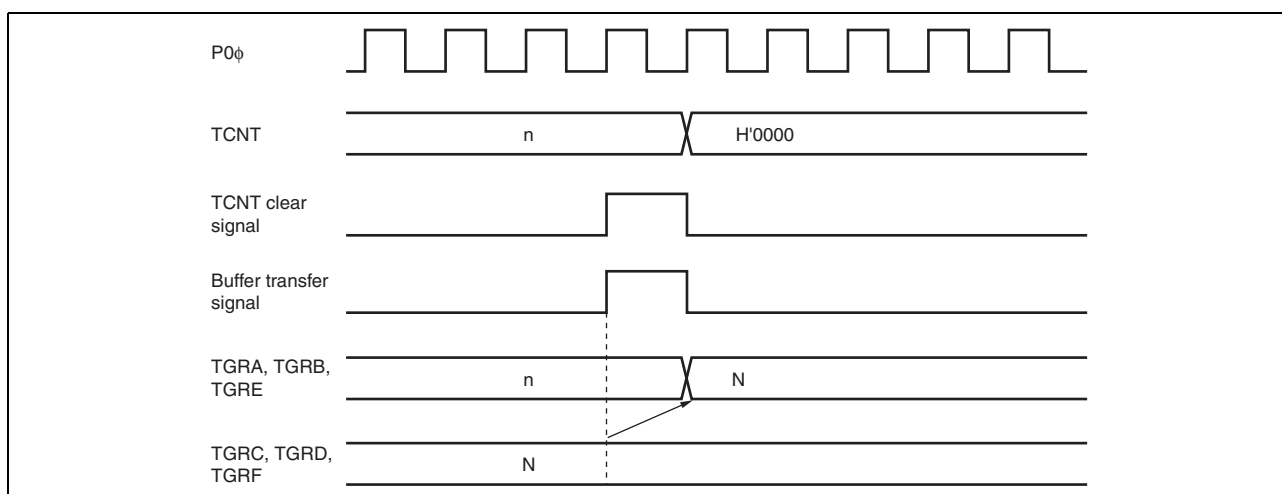 P0ϕ
TCNT
n
H'0000
TCNT clear
signal
Buffer transfer
signal
TGRA, TGRB,
TGRE
n
N
TGRC, TGRD,
TGRF
N